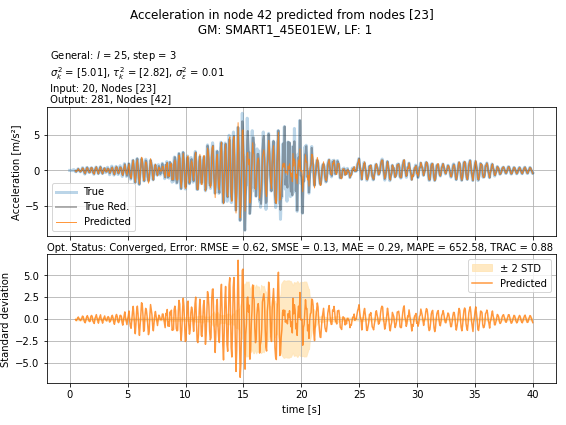 Acceleration in node 42 predicted from nodes [23]
GM: SMART1_45E01EW, LF: 1
General: l = 25, step = 3
σ²ₖ = [5.01], τ²ₖ = [2.82], σ²ε = 0.01
Input: 20, Nodes [23]
Output: 281, Nodes [42]
Acceleration [m/s²]
5
0
−5
True
True Red.
Predicted
Opt. Status: Converged, Error: RMSE = 0.62, SMSE = 0.13, MAE = 0.29, MAPE = 652.58, TRAC = 0.88
Standard deviation
5.0
2.5
0.0
−2.5
−5.0
± 2 STD
Predicted
0 5 10 15 20 25 30 35 40
time [s]